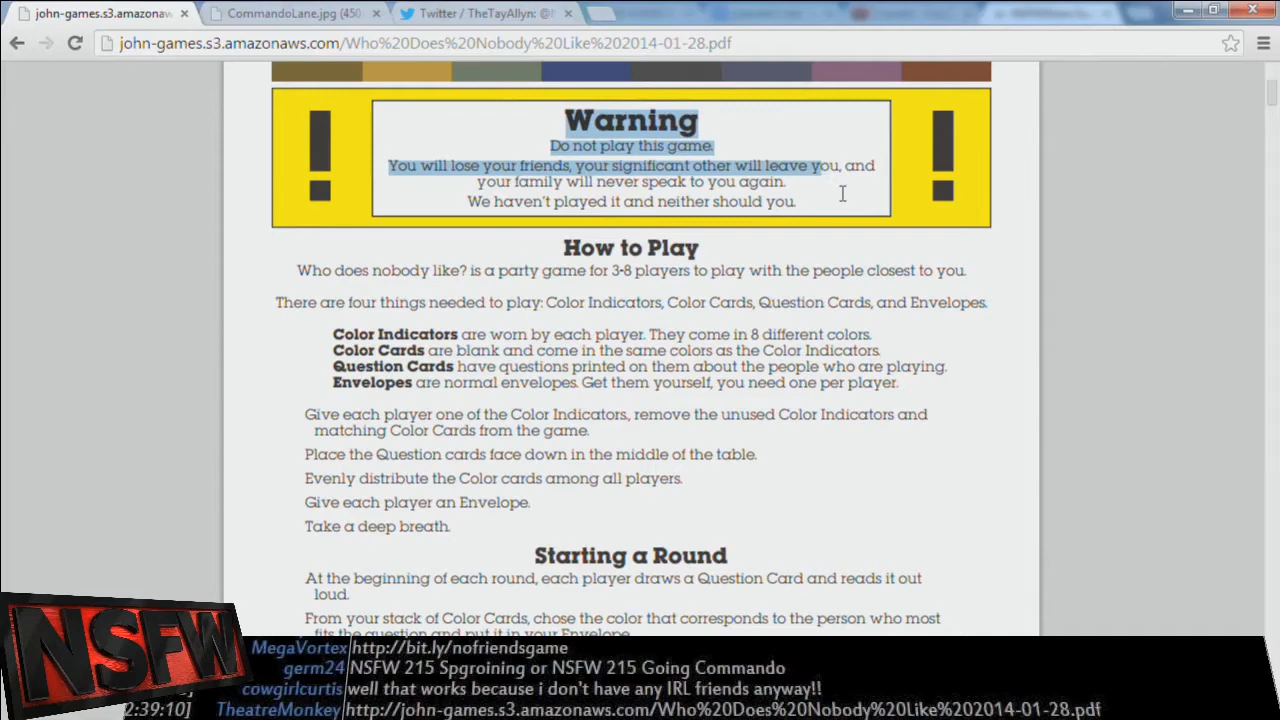 john-games.s3.amazonaw
CommandoLane.jpg (450
Twitter / TheTayAllyn: @
john-games.s3.amazonaws.com/Who%20Does%20Nobody%20Like%202014-01-28.pdf
Warning
Do not play this game.
You will lose your friends, your significant other will leave you, and
your family will never speak to you again.
We haven't played it and neither should you.
! !
How to Play
Who does nobody like? is a party game for 3-8 players to play with the people closest to you.
There are four things needed to play: Color Indicators, Color Cards, Question Cards, and Envelopes.
Color Indicators are worn by each player. They come in 8 different colors.
Color Cards are blank and come in the same colors as the Color Indicators.
Question Cards have questions printed on them about the people who are playing.
Envelopes are normal envelopes. Get them yourself, you need one per player.
Give each player one of the Color Indicators, remove the unused Color Indicators and
matching Color Cards from the game.
Place the Question cards face down in the middle of the table.
Evenly distribute the Color cards among all players.
Give each player an Envelope.
Take a deep breath.
Starting a Round
At the beginning of each round, each player draws a Question Card and reads it out
loud.
From your stack of Color Cards, chose the color that corresponds to the person who most
fits the question and put it in your Envelope
NSFW
MegaVortex http://bit.ly/nofriendsgame
germ24 NSFW 215 Spgroining or NSFW 215 Going Commando
cowgirlcurtis well that works because i don't have any IRL friends anyway!!
2:39:10] TheatreMonkey http://john-games.s3.amazonaws.com/Who%20Does%20Nobody%20Like%202014-01-28.pdf